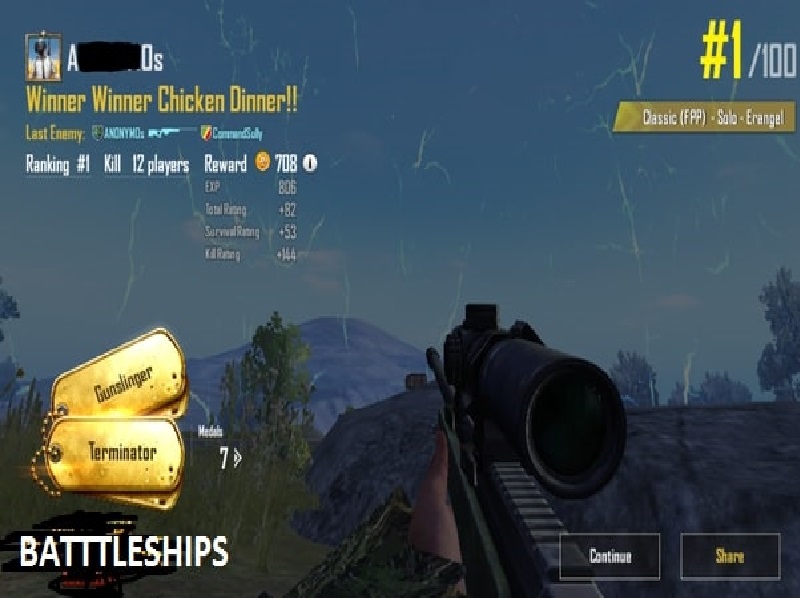 #1/100
Winner Winner Chicken Dinner!!
Classic (FPP) - Solo - Erangel
Last Enemy: ANONYMOs CommandSully
Ranking #1 Kill 12 players Reward 708
EXP 806
Total Rating +82
Survival Rating +53
Kill Rating +144
Gunslinger
Terminator
Medals
7
BATTTLESHIPS
Continue
Share